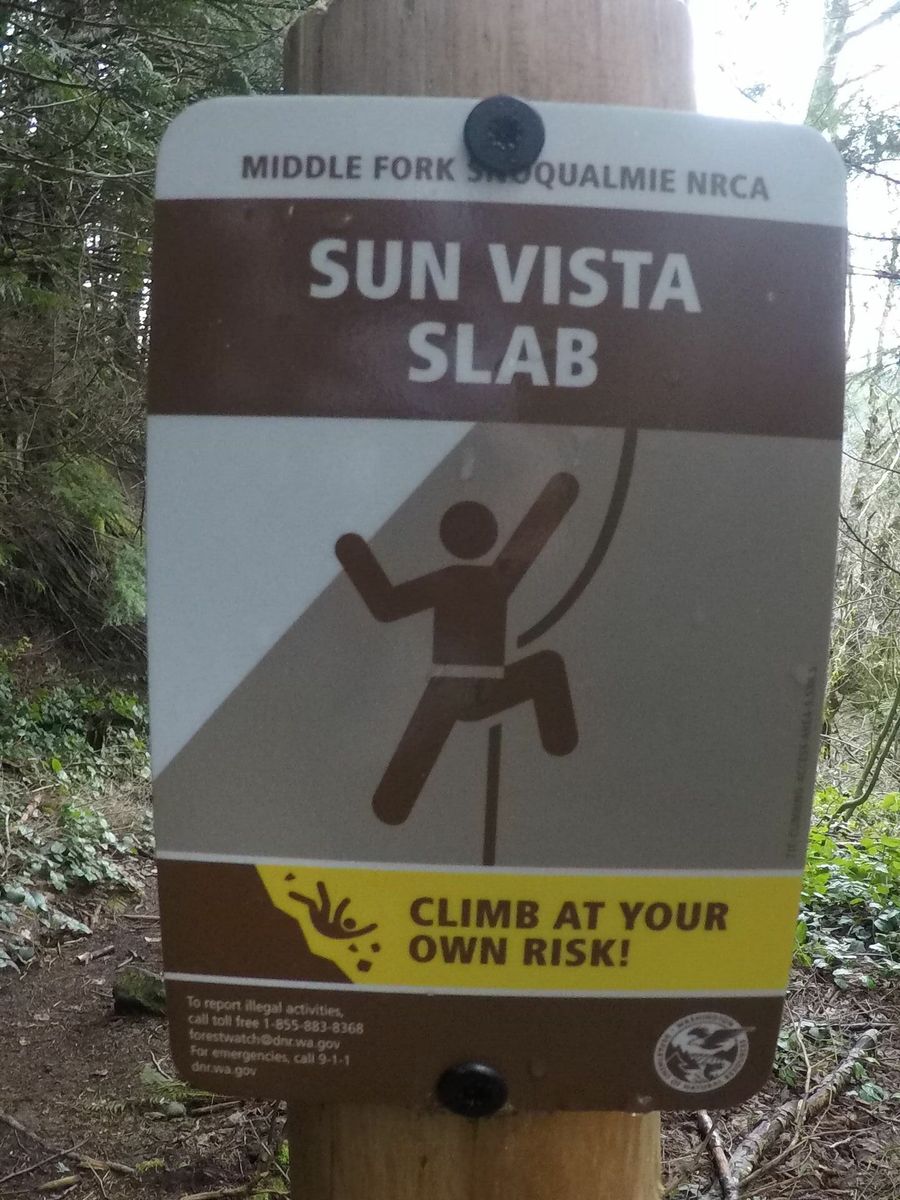 MIDDLE FORK SNOQUALMIE NRCA
SUN VISTA
SLAB
CLIMB AT YOUR
OWN RISK!
To report illegal activities,
call toll free 1-855-883-8368
forestwatch@dnr.wa.gov
For emergencies, call 9-1-1
dnr.wa.gov